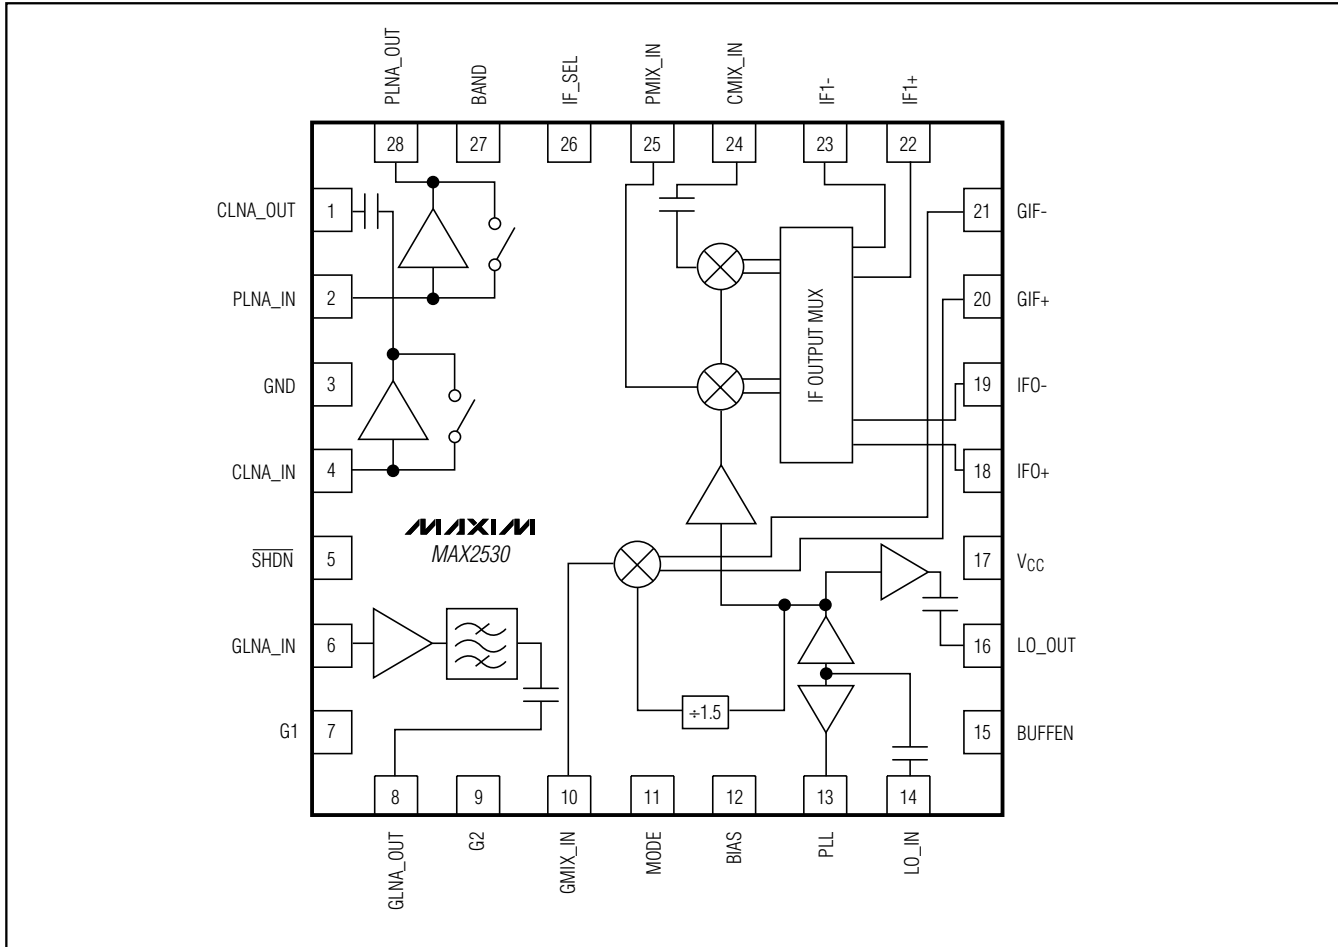 PLNA_OUT
BAND
IF_SEL
PMIX_IN
CMIX_IN
IF1-
IF1+
28
27
26
25
24
23
22
CLNA_OUT
1
PLNA_IN
2
GND
3
CLNA_IN
4
SHDN
5
GLNA_IN
6
G1
7
21
GIF-
20
GIF+
19
IF0-
18
IF0+
17
VCC
16
LO_OUT
15
BUFFEN
IF OUTPUT MUX
MAXIM
MAX2530
÷1.5
8
9
10
11
12
13
14
GLNA_OUT
G2
GMIX_IN
MODE
BIAS
PLL
LO_IN